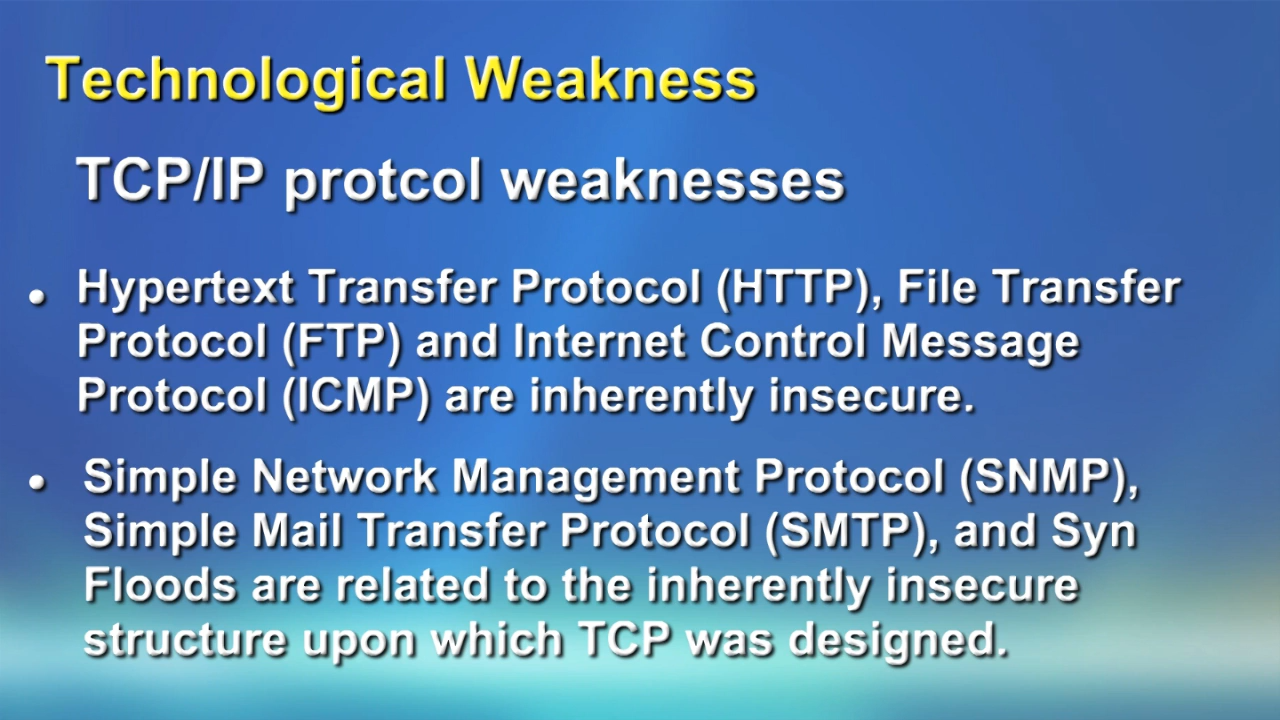 Technological Weakness
TCP/IP protcol weaknesses
• Hypertext Transfer Protocol (HTTP), File Transfer
Protocol (FTP) and Internet Control Message
Protocol (ICMP) are inherently insecure.
• Simple Network Management Protocol (SNMP),
Simple Mail Transfer Protocol (SMTP), and Syn
Floods are related to the inherently insecure
structure upon which TCP was designed.